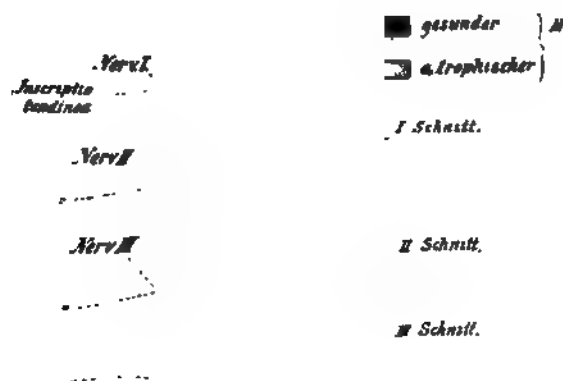 gesunder
atrophischer
Nerv. I.
Inscriptio
tendinea
I Schnitt.
Nerv II
Nerv III
II Schnitt.
III Schnitt.